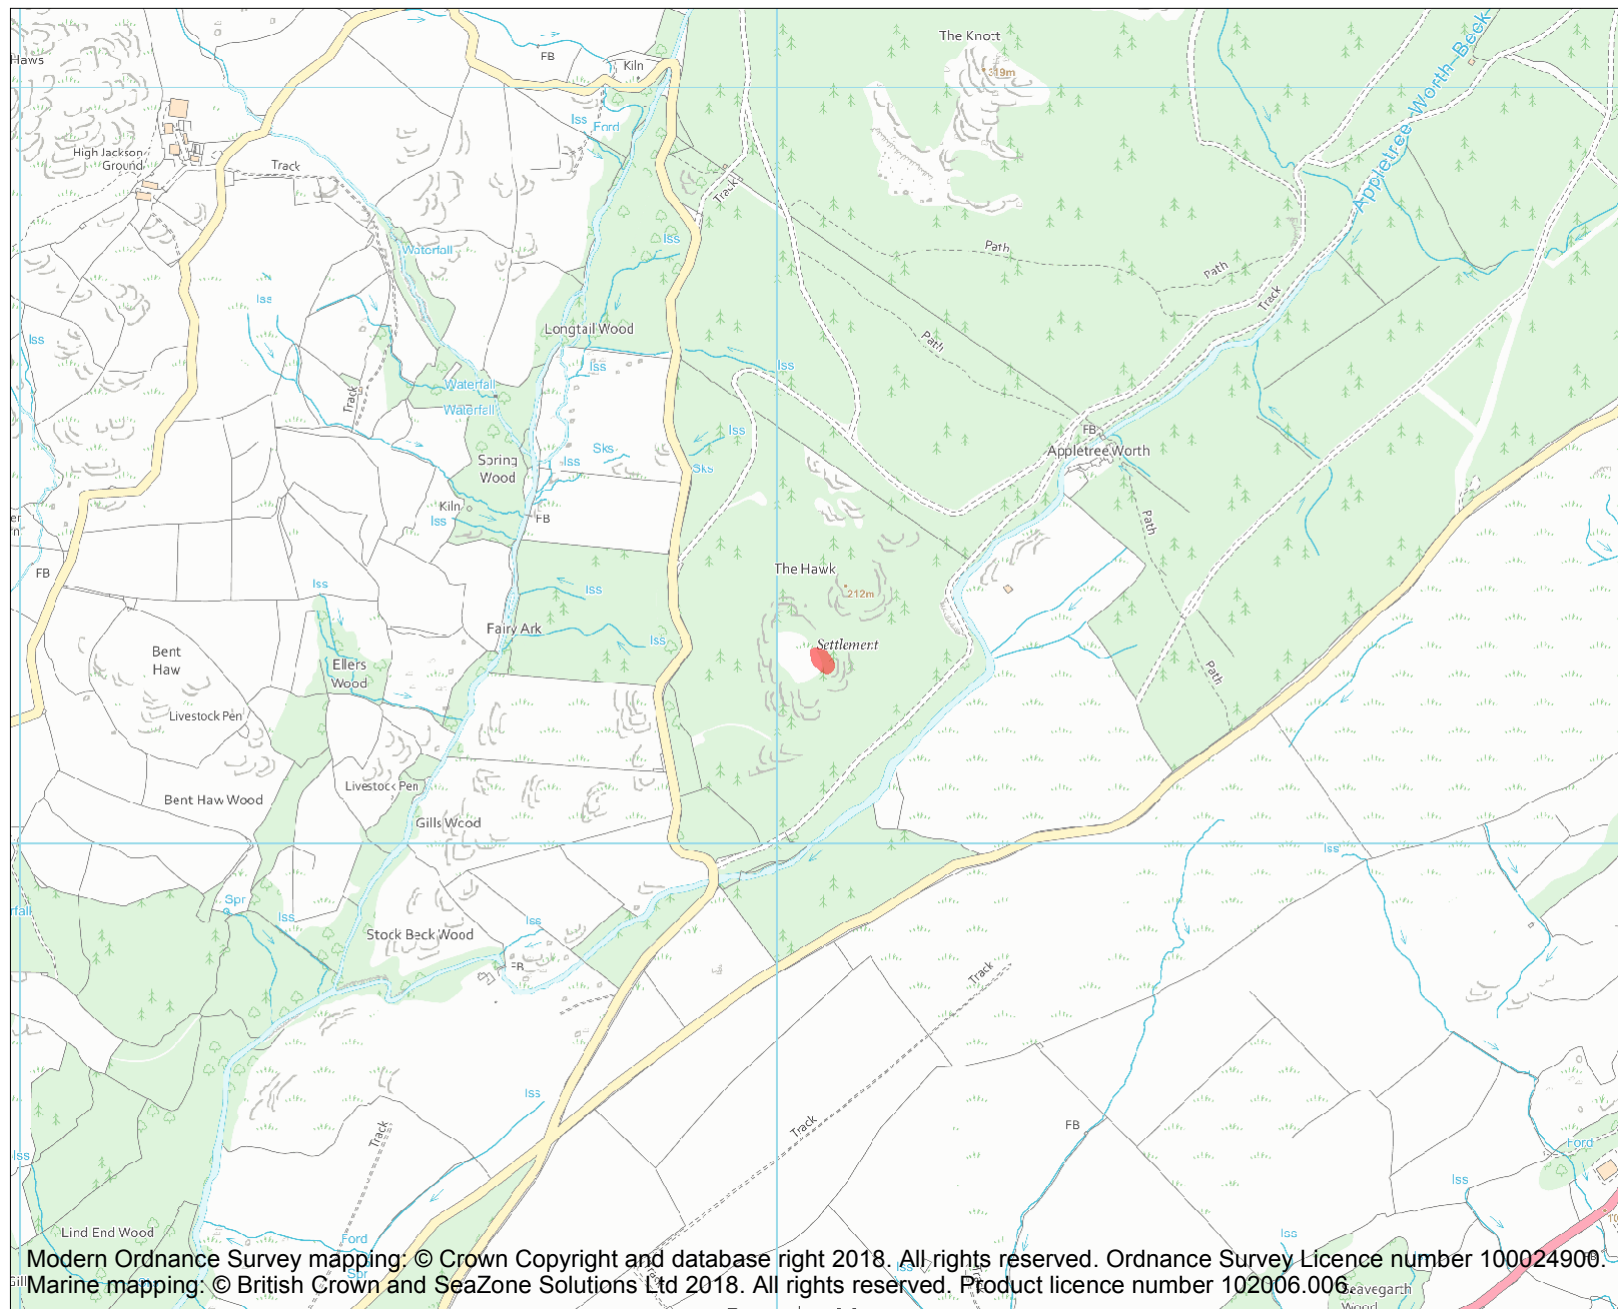 The Knott
319m
Haws
FB
Kiln
Iss
Ford
High Jackson
Ground
Track
Track
Appletree Worth Beck
Waterfall
Iss
Path
Path
Track
Iss
Iss
Longtail Wood
Path
Iss
Iss
Waterfall
Waterfall
Track
Iss
FB
Appletree Worth
Sks
Iss
Sks
Spring
Wood
Kiln
Iss
FB
Path
The Hawk
212m
FB
Iss
Iss
Fairy Ark
Iss
Settlement
Bent
Haw
Ellers
Wood
Path
Livestock Pen
Livestock Pen
Bent Haw Wood
Gills Wood
Iss
Spr
Iss
Iss
Stock Beck Wood
FB
Track
Iss
Track
Track
FB
Ford
Iss
Iss
Lind End Wood
Ford
Spr
Iss
Iss
Modern Ordnance Survey mapping: © Crown Copyright and database right 2018. All rights reserved. Ordnance Survey Licence number 100024900.
Marine mapping: © British Crown and SeaZone Solutions Ltd 2018. All rights reserved. Product licence number 102006.006.
Track
Seavegarth
Wood